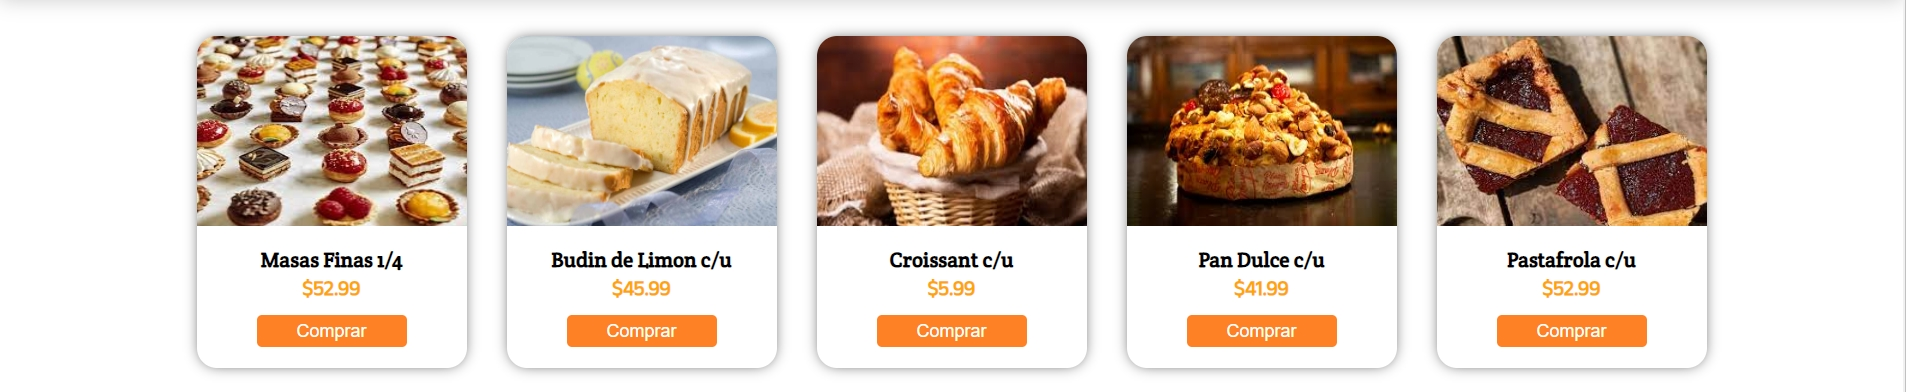 Masas Finas 1/4
$52.99
Comprar
Budin de Limon c/u
$45.99
Comprar
Croissant c/u
$5.99
Comprar
Pan Dulce c/u
$41.99
Comprar
Pastafrola c/u
$52.99
Comprar